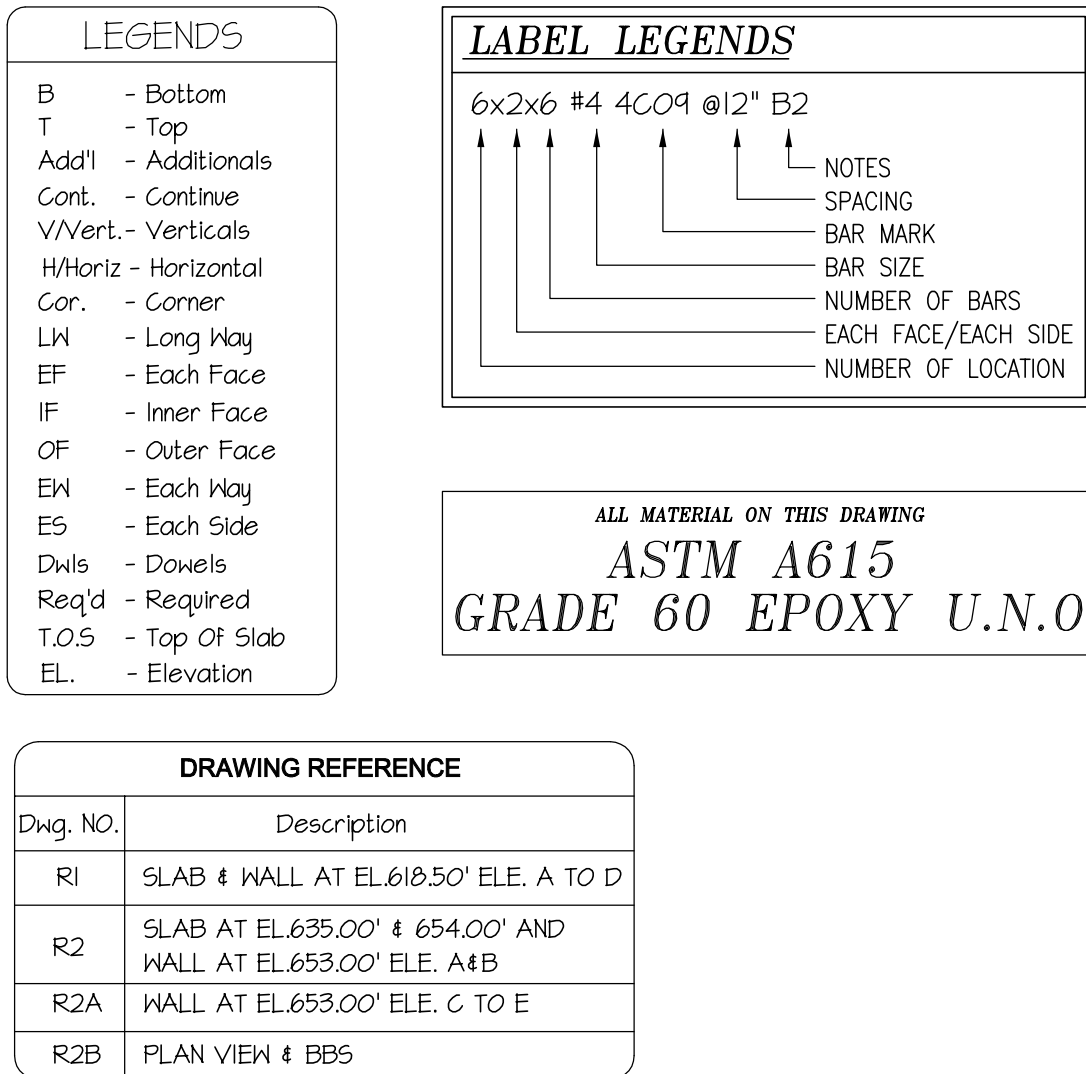 LEGENDS
B - Bottom
T - Top
Add'l - Additionals
Cont. - Continue
V/Vert.- Verticals
H/Horiz - Horizontal
Cor. - Corner
LW - Long Way
EF - Each Face
IF - Inner Face
OF - Outer Face
EW - Each Way
ES - Each Side
Dwls - Dowels
Req'd - Required
T.O.S - Top Of Slab
EL. - Elevation
LABEL LEGENDS
6x2x6 #4 4C09 @12" B2
NOTES
SPACING
BAR MARK
BAR SIZE
NUMBER OF BARS
EACH FACE/EACH SIDE
NUMBER OF LOCATION
ALL MATERIAL ON THIS DRAWING
ASTM A615
GRADE 60 EPOXY U.N.O
DRAWING REFERENCE
Dwg. NO. Description
R1 SLAB & WALL AT EL.618.50' ELE. A TO D
R2 SLAB AT EL.635.00' & 654.00' AND
WALL AT EL.653.00' ELE. A&B
R2A WALL AT EL.653.00' ELE. C TO E
R2B PLAN VIEW & BBS